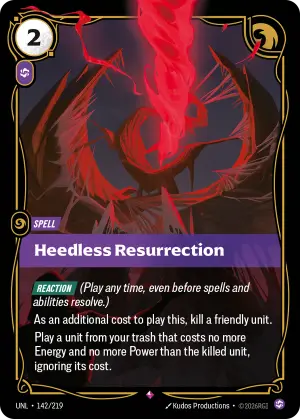 2
SPELL
Heedless Resurrection
REACTION (Play any time, even before spells and
abilities resolve.)
As an additional cost to play this, kill a friendly unit.
Play a unit from your trash that costs no more
Energy and no more Power than the killed unit,
ignoring its cost.
UNL • 142/219
Kudos Productions • ©2026RGI